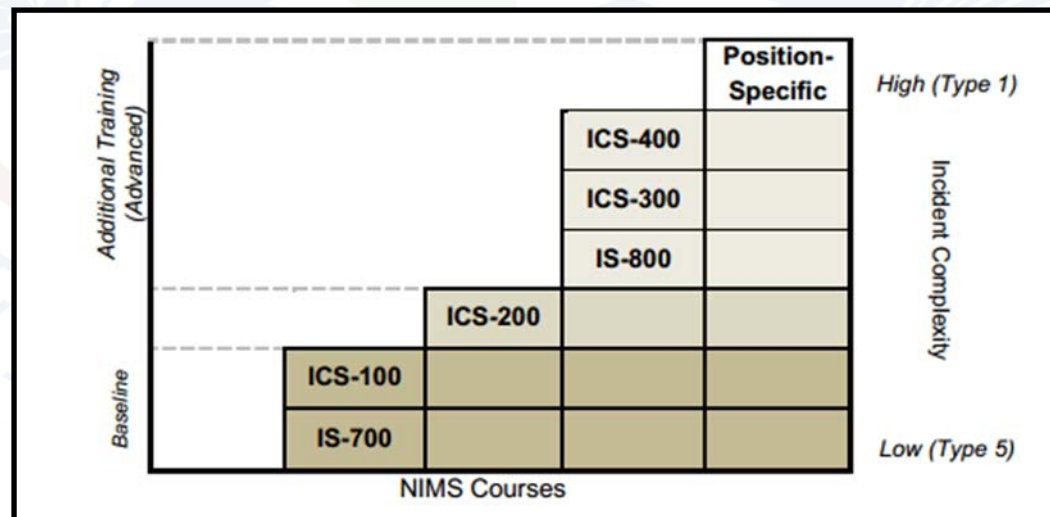 Additional Training
(Advanced)
Baseline
Position-
Specific
ICS-400
ICS-300
IS-800
ICS-200
ICS-100
IS-700
NIMS Courses
High (Type 1)
Incident Complexity
Low (Type 5)